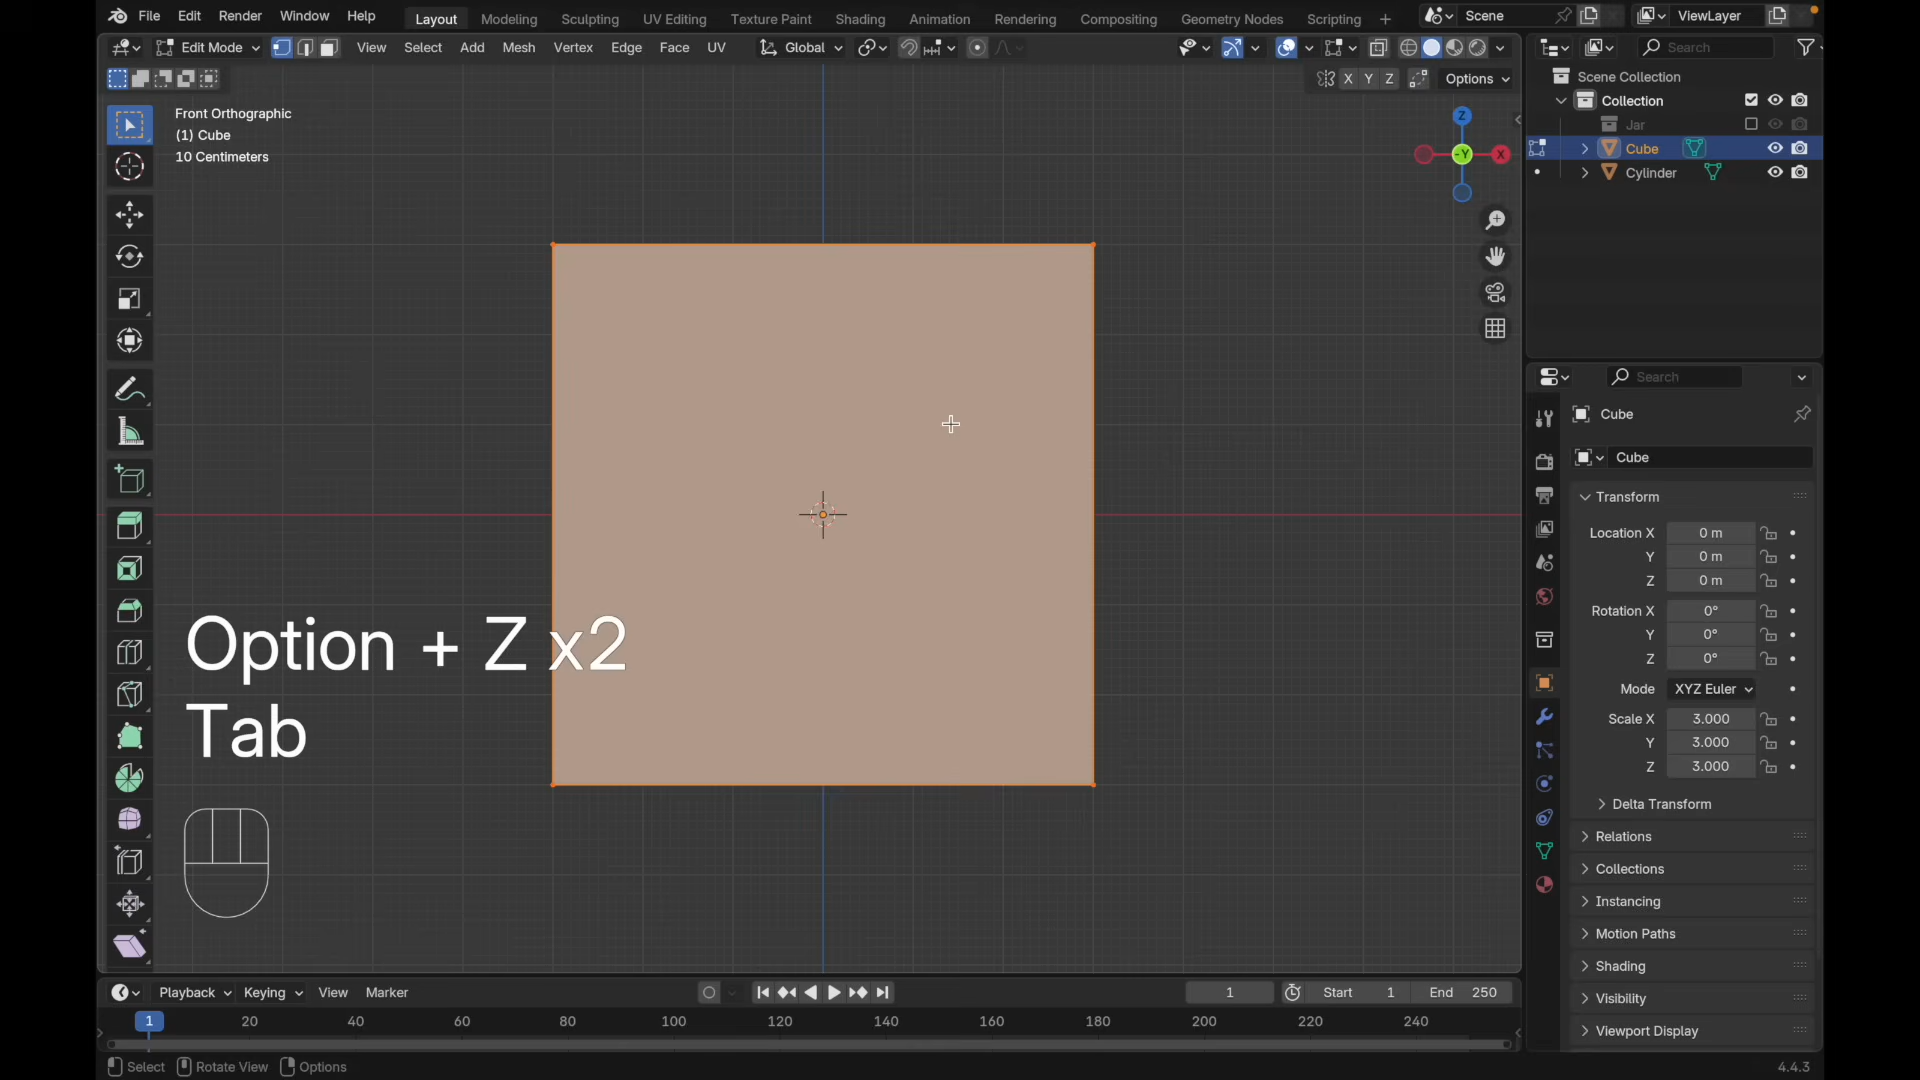 File Edit Render Window Help Layout Modeling Sculpting UV Editing Texture Paint Shading Animation Rendering Compositing Geometry Nodes Scripting + Scene ViewLayer
Edit Mode View Select Add Mesh Vertex Edge Face UV Global Search
X Y Z Options
Scene Collection
Collection
Jar
Cube
Cylinder
Front Orthographic
(1) Cube
10 Centimeters
Z
-Y
X
Option + Z x2
Tab
Search
Cube
Cube
Transform
Location X 0 m
Y 0 m
Z 0 m
Rotation X 0°
Y 0°
Z 0°
Mode XYZ Euler
Scale X 3.000
Y 3.000
Z 3.000
Delta Transform
Relations
Collections
Instancing
Motion Paths
Shading
Visibility
Viewport Display
Playback Keying View Marker 1 Start 1 End 250
1 20 40 60 80 100 120 140 160 180 200 220 240
Select Rotate View Options 4.4.3